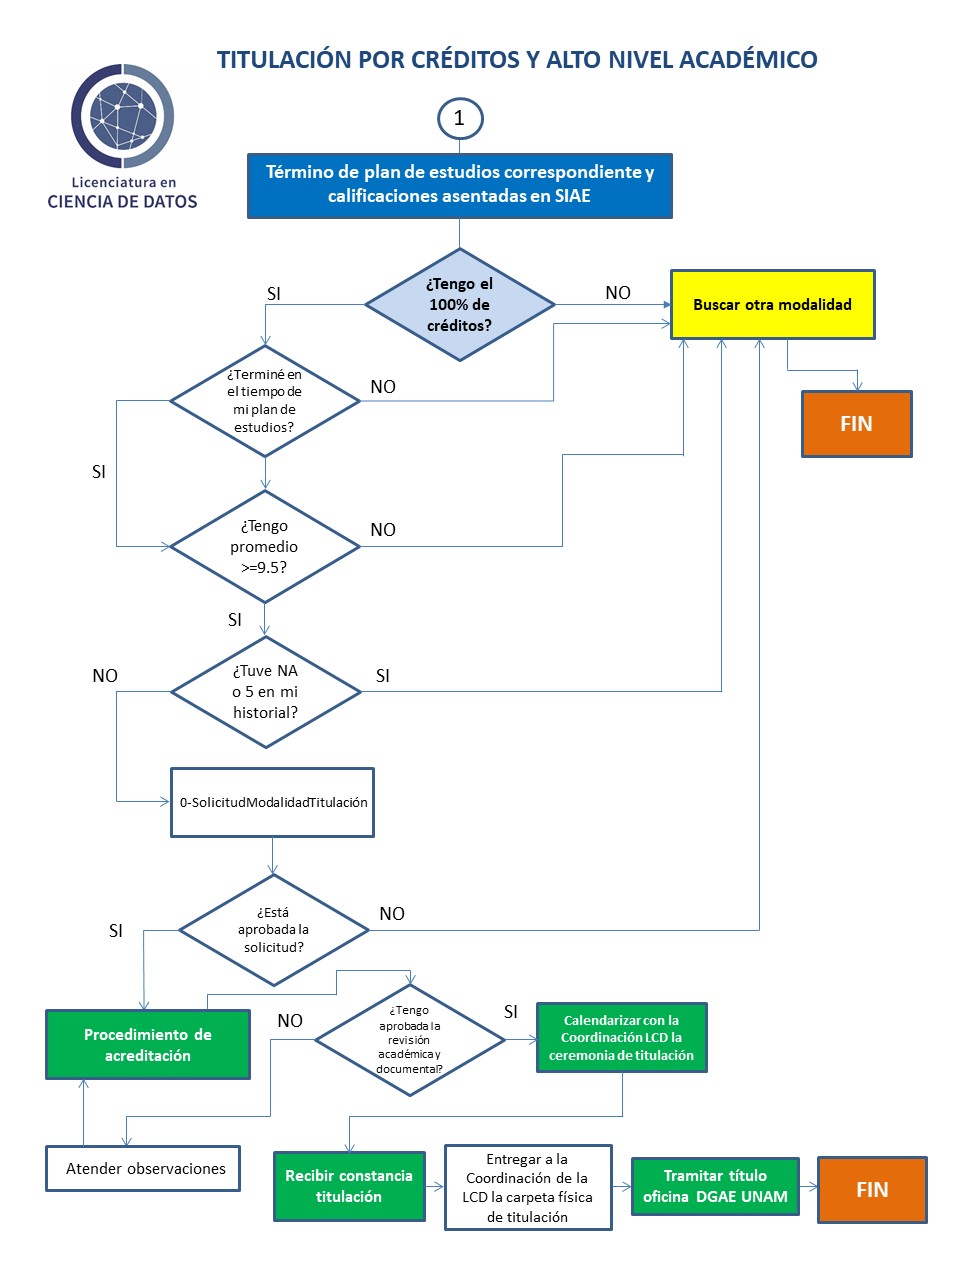 TITULACIÓN POR CRÉDITOS Y ALTO NIVEL ACADÉMICO
Licenciatura en
CIENCIA DE DATOS
1
Término de plan de estudios correspondiente y
calificaciones asentadas en SIAE
¿Tengo el
100% de
créditos?
SI
NO
Buscar otra modalidad
FIN
¿Terminé en
el tiempo de
mi plan de
estudios?
NO
SI
¿Tengo
promedio
>=9.5?
NO
SI
¿Tuve NA
o 5 en mi
historial?
NO
SI
0-SolicitudModalidadTitulación
¿Está
aprobada la
solicitud?
NO
SI
Procedimiento de
acreditación
NO
¿Tengo
aprobada la
revisión
académica y
documental?
SI
Calendarizar con la
Coordinación LCD la
ceremonia de titulación
Atender observaciones
Recibir constancia
titulación
Entregar a la
Coordinación de la
LCD la carpeta física
de titulación
Tramitar título
oficina DGAE UNAM
FIN